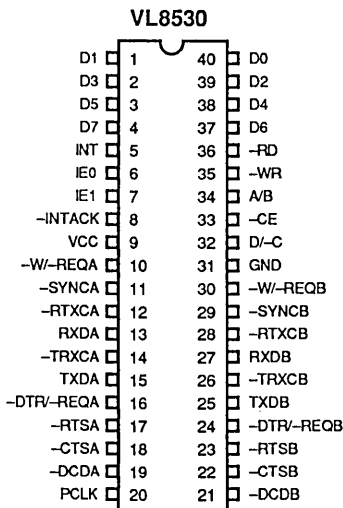 VL8530
D1 1 40 D0
D3 2 39 D2
D5 3 38 D4
D7 4 37 D6
INT 5 36 –RD
IE0 6 35 –WR
IE1 7 34 A/B
–INTACK 8 33 –CE
VCC 9 32 D/–C
–W/–REQA 10 31 GND
–SYNCA 11 30 –W/–REQB
–RTXCA 12 29 –SYNCB
RXDA 13 28 –RTXCB
–TRXCA 14 27 RXDB
TXDA 15 26 –TRXCB
–DTR/–REQA 16 25 TXDB
–RTSA 17 24 –DTR/–REQB
–CTSA 18 23 –RTSB
–DCDA 19 22 –CTSB
PCLK 20 21 –DCDB